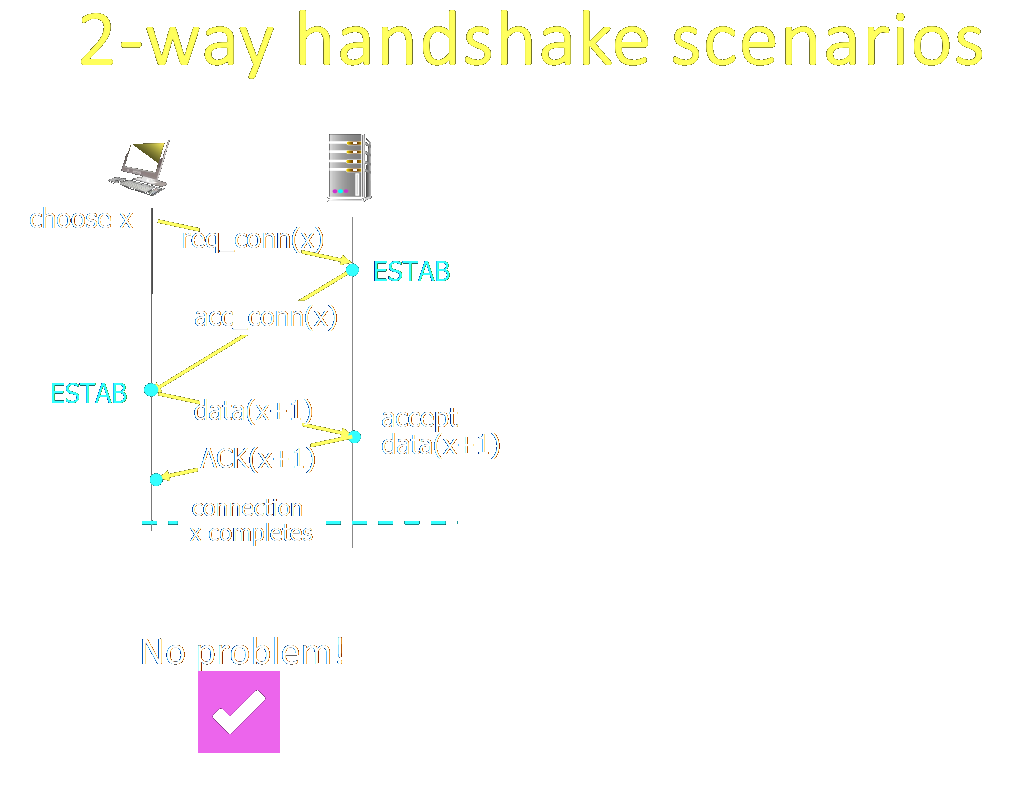 2-way handshake scenarios
choose x
req_conn(x)
ESTAB
acc_conn(x)
ESTAB
data(x+1)
accept
data(x+1)
ACK(x+1)
connection
x completes
No problem!